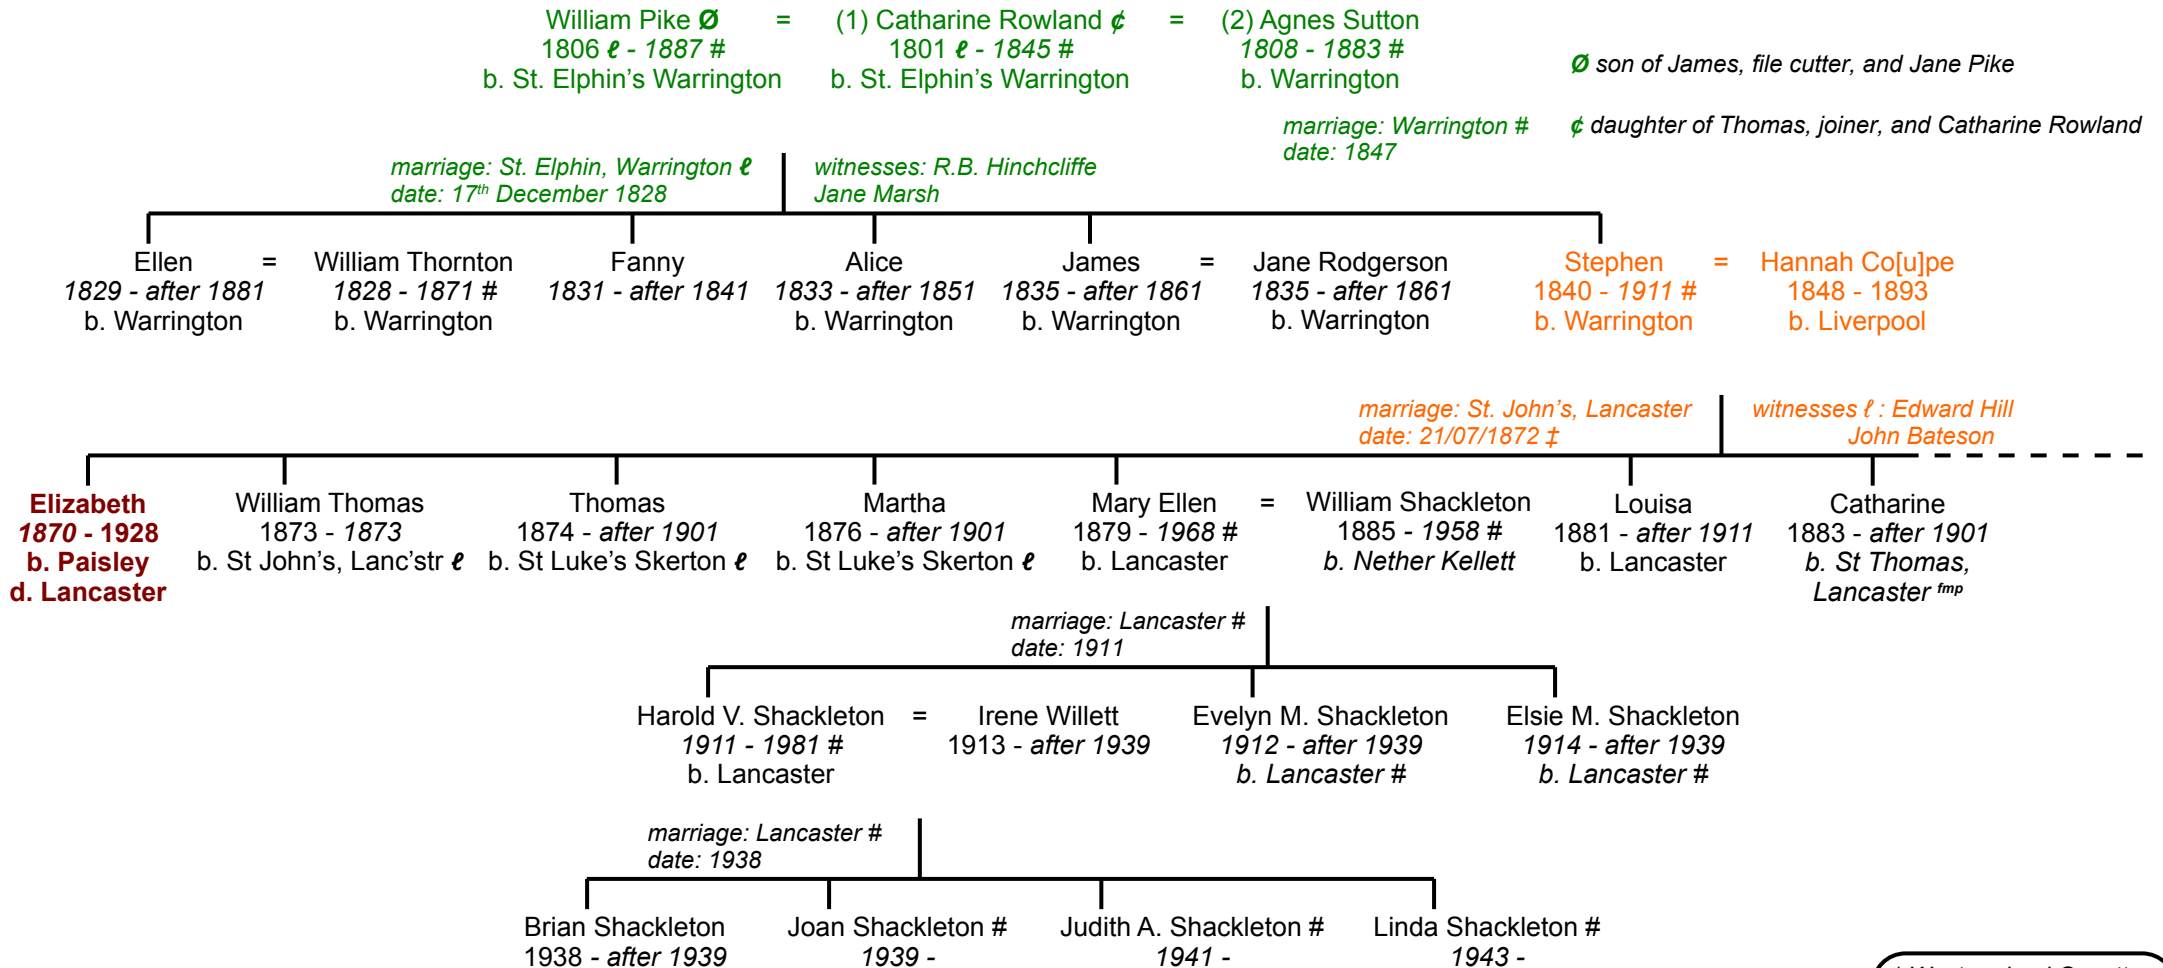 William Pike Ø = (1) Catharine Rowland ¢ = (2) Agnes Sutton
1806 ℓ - 1887 # 1801 ℓ - 1845 # 1808 - 1883 #
b. St. Elphin's Warrington b. St. Elphin's Warrington b. Warrington
Ø son of James, file cutter, and Jane Pike
¢ daughter of Thomas, joiner, and Catharine Rowland
marriage: Warrington #
date: 1847
marriage: St. Elphin, Warrington ℓ witnesses: R.B. Hinchcliffe
date: 17th December 1828 Jane Marsh
Ellen = William Thornton Fanny Alice James = Jane Rodgerson Stephen = Hannah Co[u]pe
1829 - after 1881 1828 - 1871 # 1831 - after 1841 1833 - after 1851 1835 - after 1861 1835 - after 1861 1840 - 1911 # 1848 - 1893
b. Warrington b. Warrington b. Warrington b. Warrington b. Warrington b. Warrington b. Liverpool
marriage: St. John's, Lancaster witnesses ℓ : Edward Hill
date: 21/07/1872 ‡ John Bateson
Elizabeth William Thomas Thomas Martha Mary Ellen = William Shackleton Louisa Catharine
1870 - 1928 1873 - 1873 1874 - after 1901 1876 - after 1901 1879 - 1968 # 1885 - 1958 # 1881 - after 1911 1883 - after 1901
b. Paisley b. St John's, Lanc'str ℓ b. St Luke's Skerton ℓ b. St Luke's Skerton ℓ b. Lancaster b. Nether Kellett b. Lancaster b. St Thomas,
d. Lancaster Lancaster fmp
marriage: Lancaster #
date: 1911
Harold V. Shackleton = Irene Willett Evelyn M. Shackleton Elsie M. Shackleton
1911 - 1981 # 1913 - after 1939 1912 - after 1939 1914 - after 1939
b. Lancaster b. Lancaster # b. Lancaster #
marriage: Lancaster #
date: 1938
Brian Shackleton Joan Shackleton # Judith A. Shackleton # Linda Shackleton #
1938 - after 1939 1939 - 1941 - 1943 -